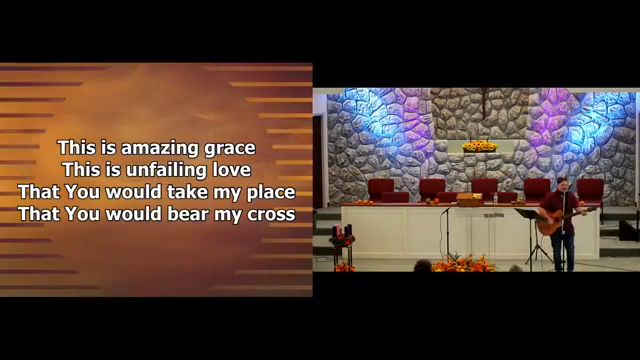 This is amazing grace
This is unfailing love
That You would take my place
That You would bear my cross